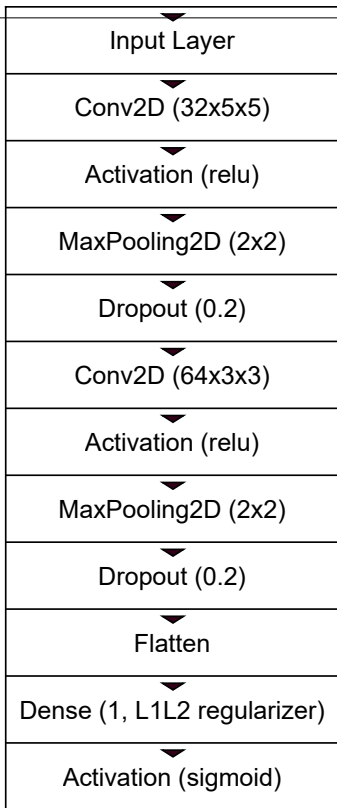 Input Layer
Conv2D (32x5x5)
Activation (relu)
MaxPooling2D (2x2)
Dropout (0.2)
Conv2D (64x3x3)
Activation (relu)
MaxPooling2D (2x2)
Dropout (0.2)
Flatten
Dense (1, L1L2 regularizer)
Activation (sigmoid)